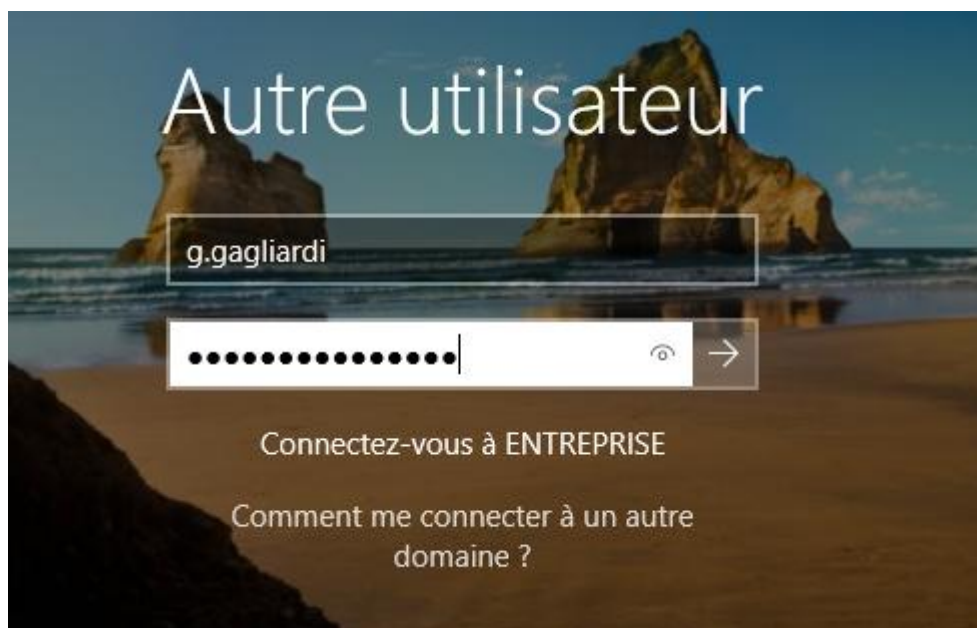 Autre utilisateur
g.gagliardi
•••••••••••••••
Connectez-vous à ENTREPRISE
Comment me connecter à un autre
domaine ?